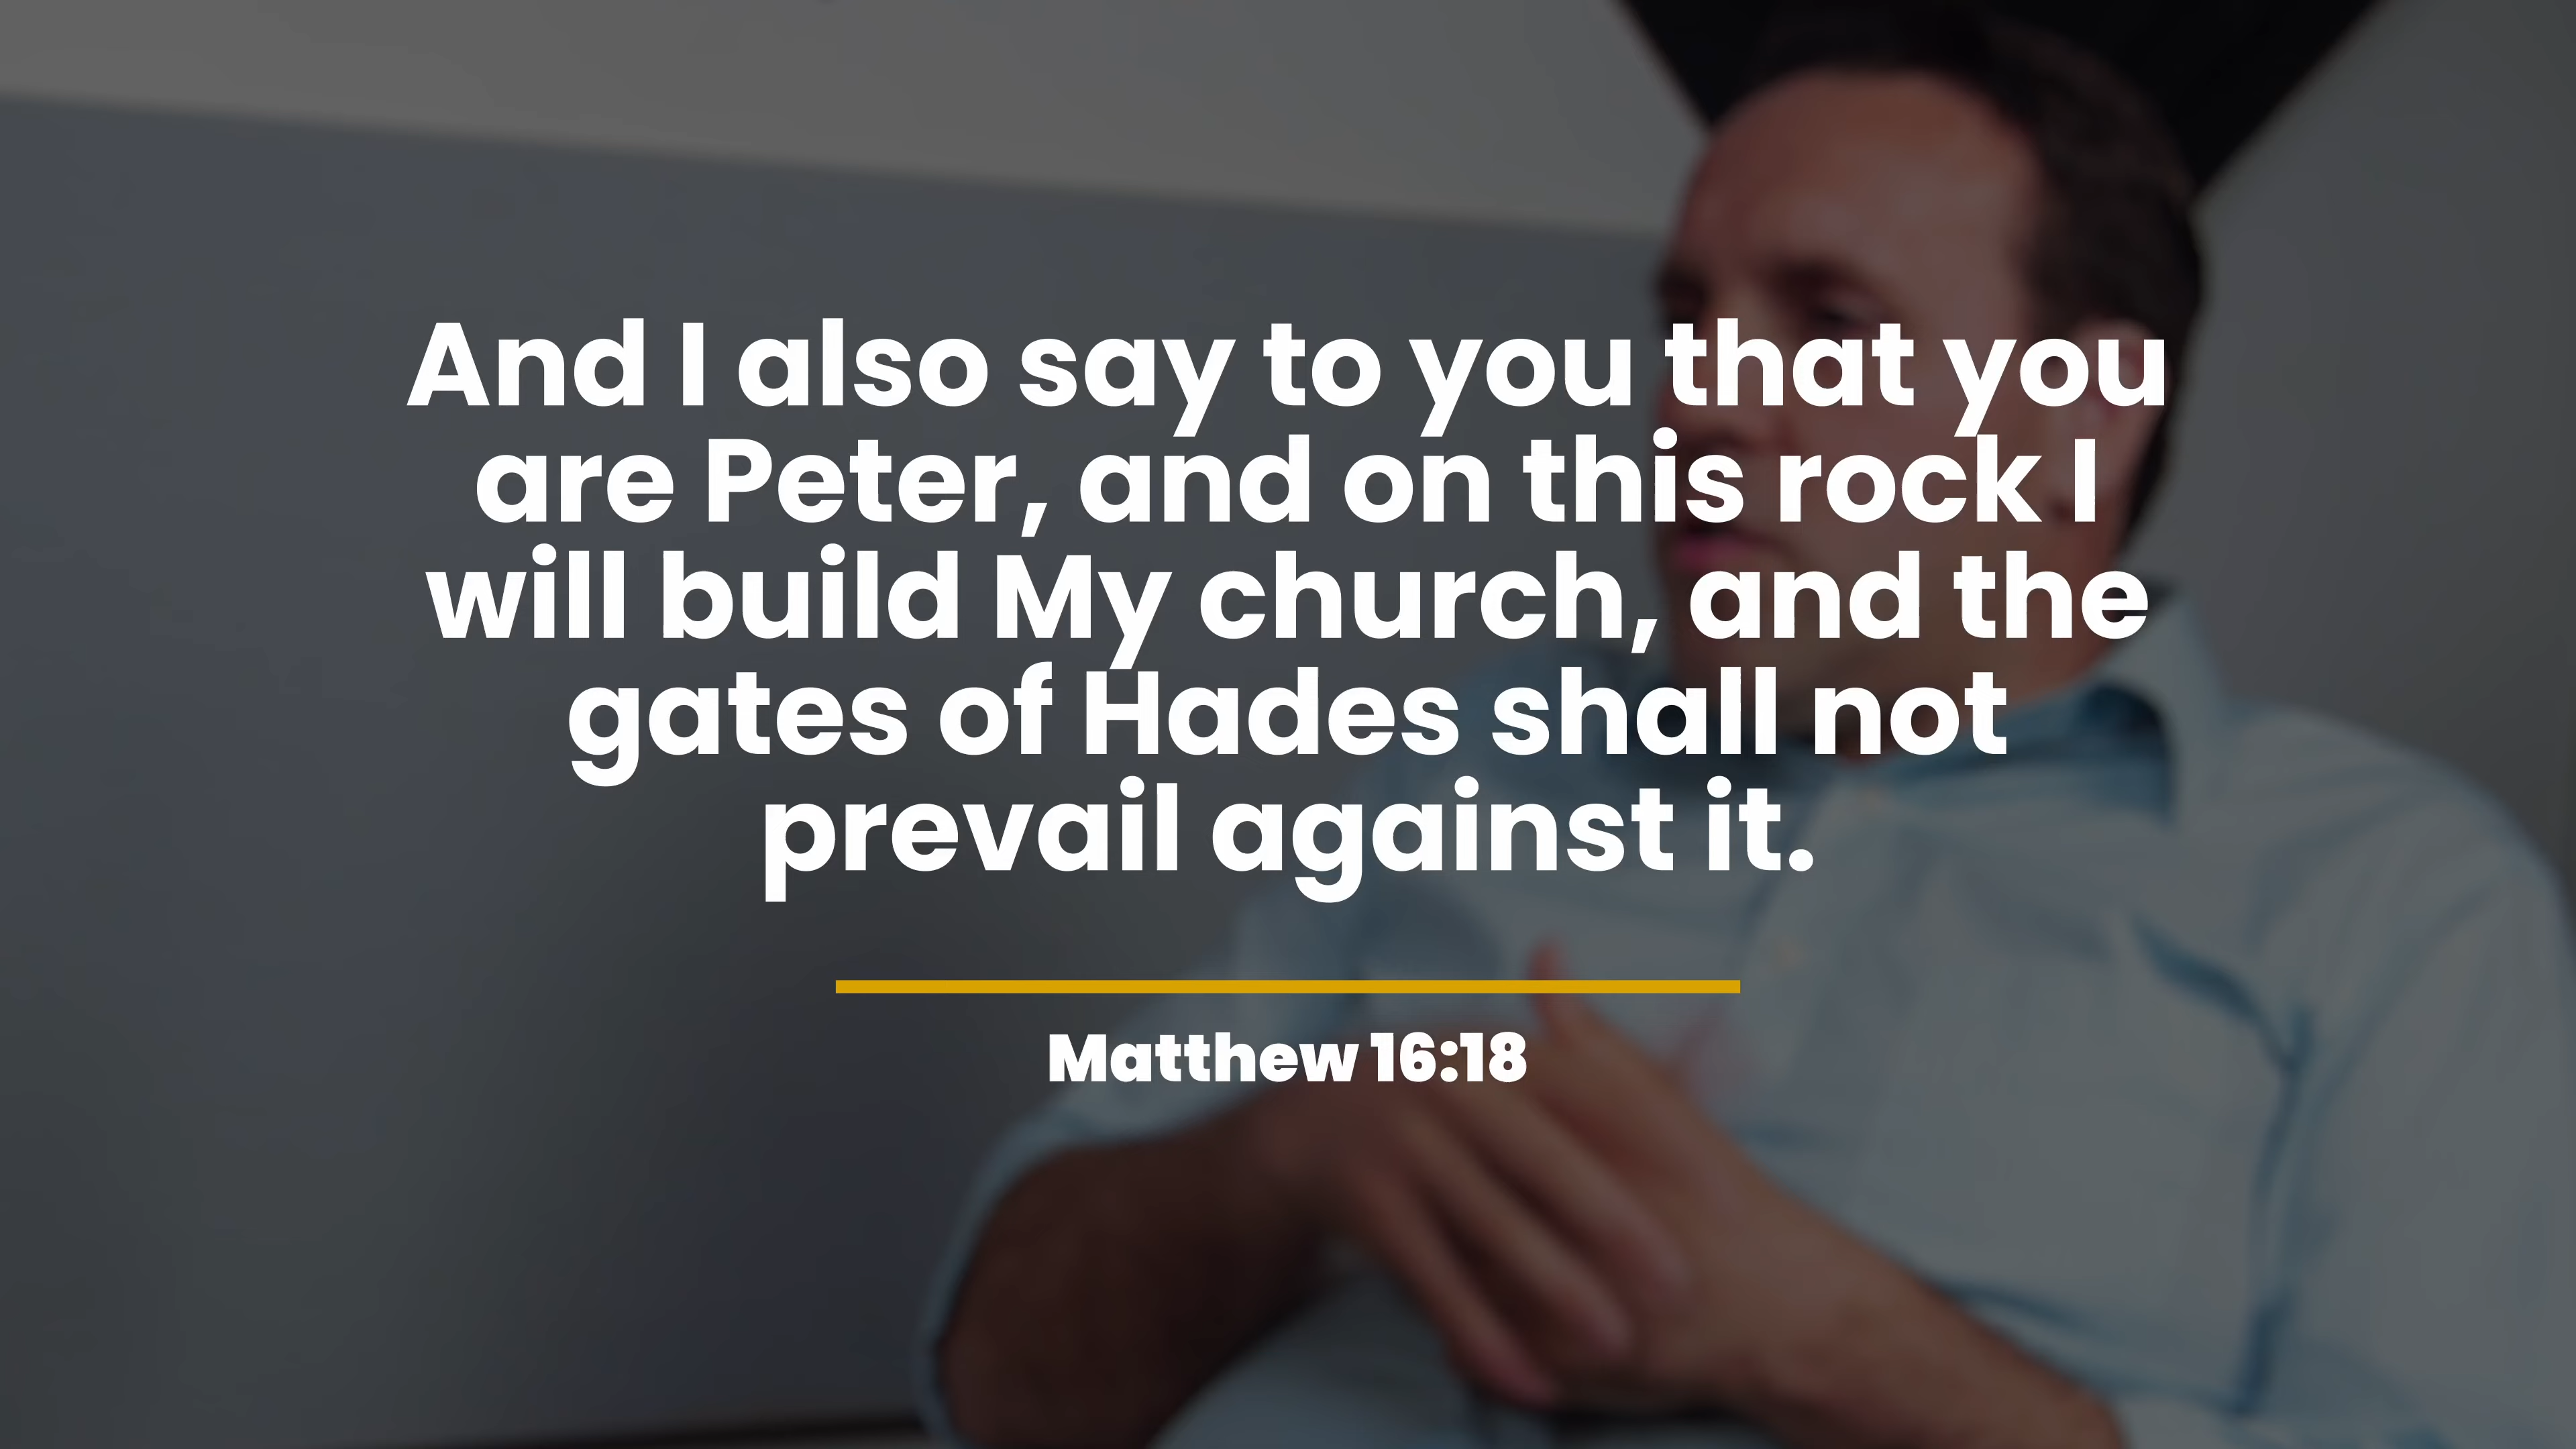 And I also say to you that you
are Peter, and on this rock I
will build My church, and the
gates of Hades shall not
prevail against it.
Matthew 16:18